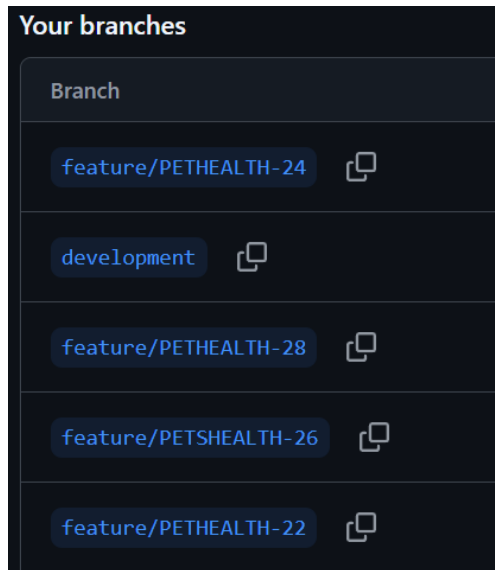 Your branches
Branch
feature/PETHEALTH-24
development
feature/PETHEALTH-28
feature/PETSHEALTH-26
feature/PETHEALTH-22